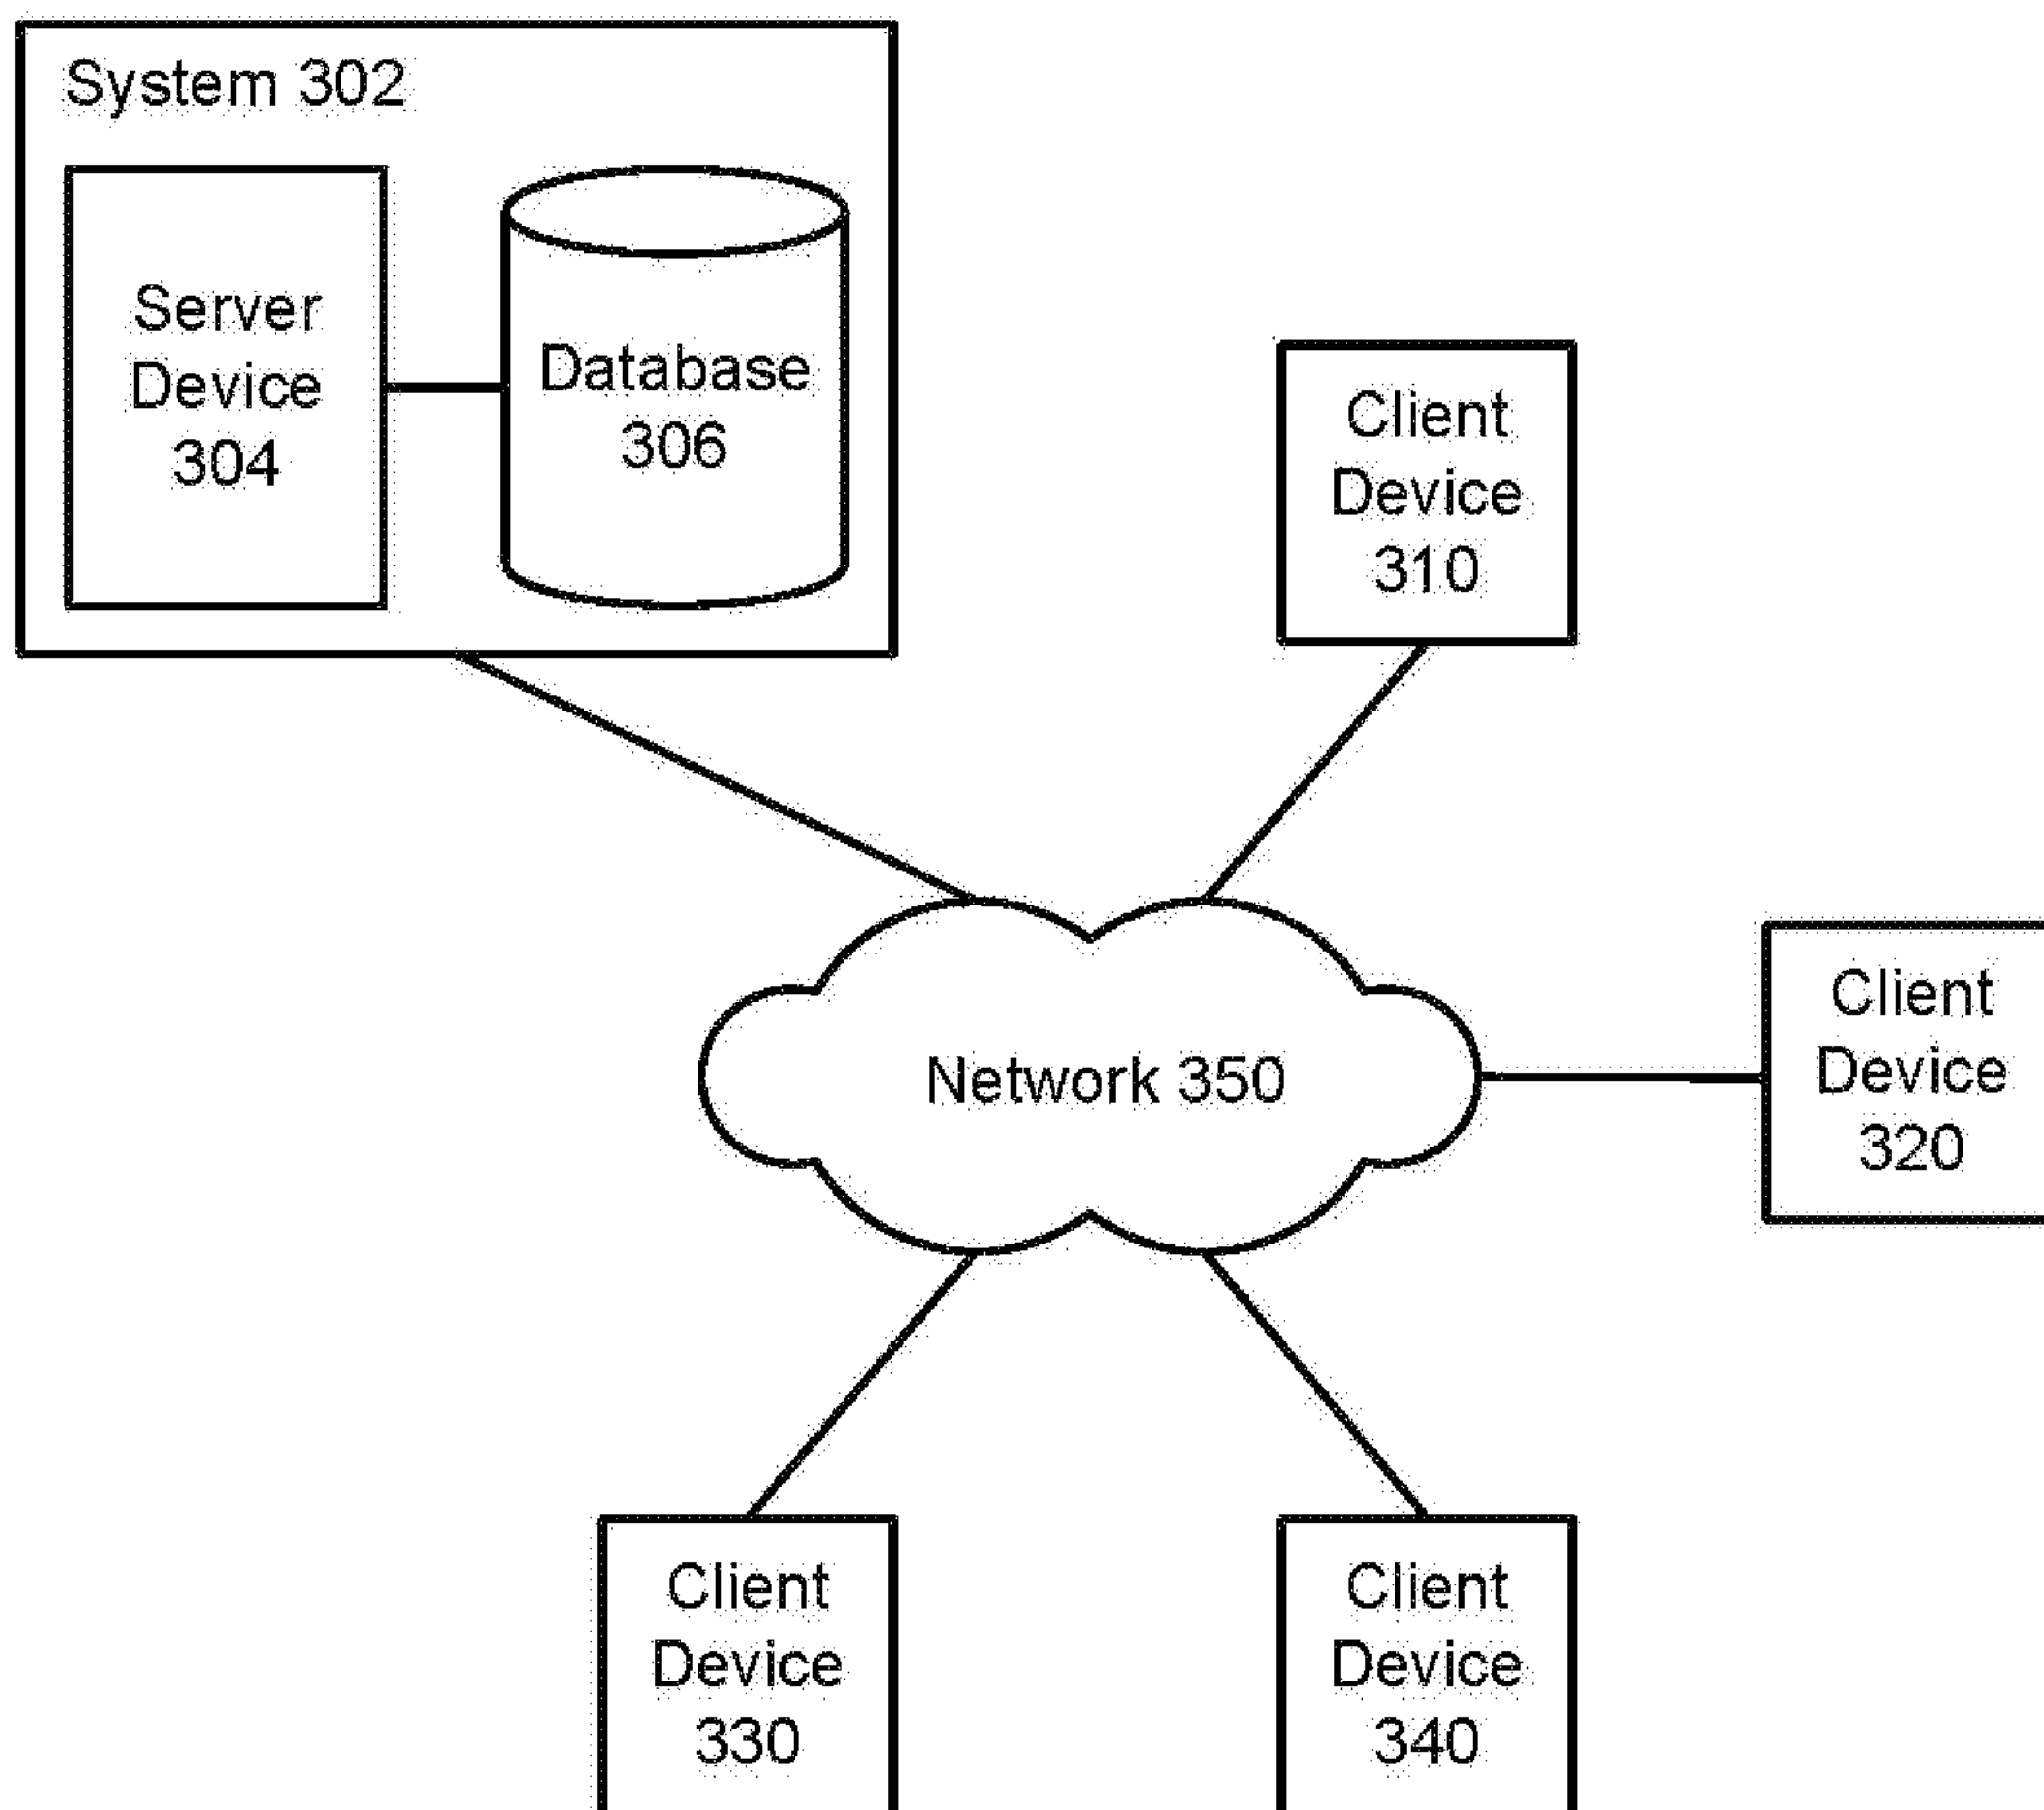 System 302
Server
Device
304
Database
306
Client
Device
310
Network 350
Client
Device
320
Client
Device
330
Client
Device
340